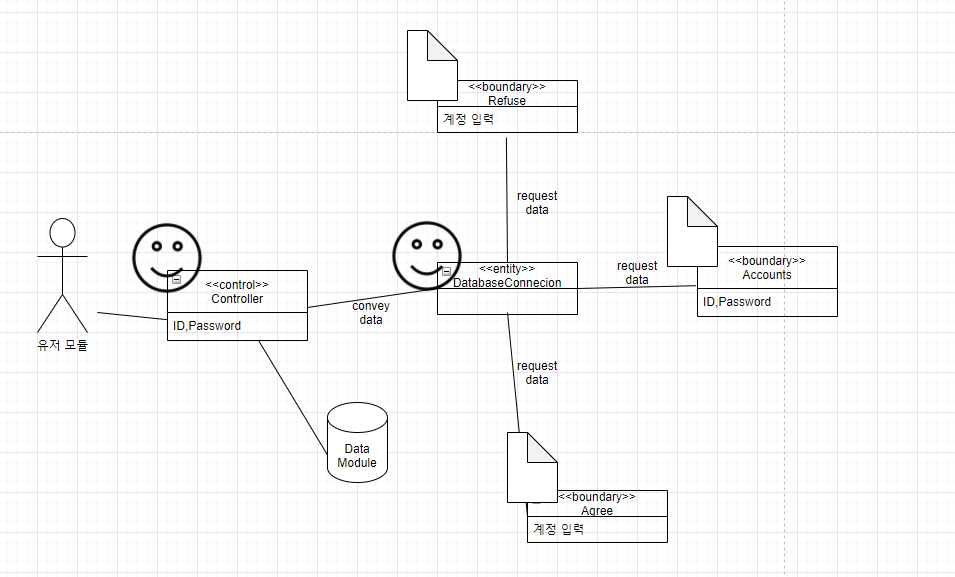 <<boundary>>
Refuse
계정 입력
request
data
<<control>>
Controller
ID,Password
유저 모듈
convey
data
<<entity>>
DatabaseConnecion
request
data
<<boundary>>
Accounts
ID,Password
request
data
Data
Module
<<boundary>>
Agree
계정 입력